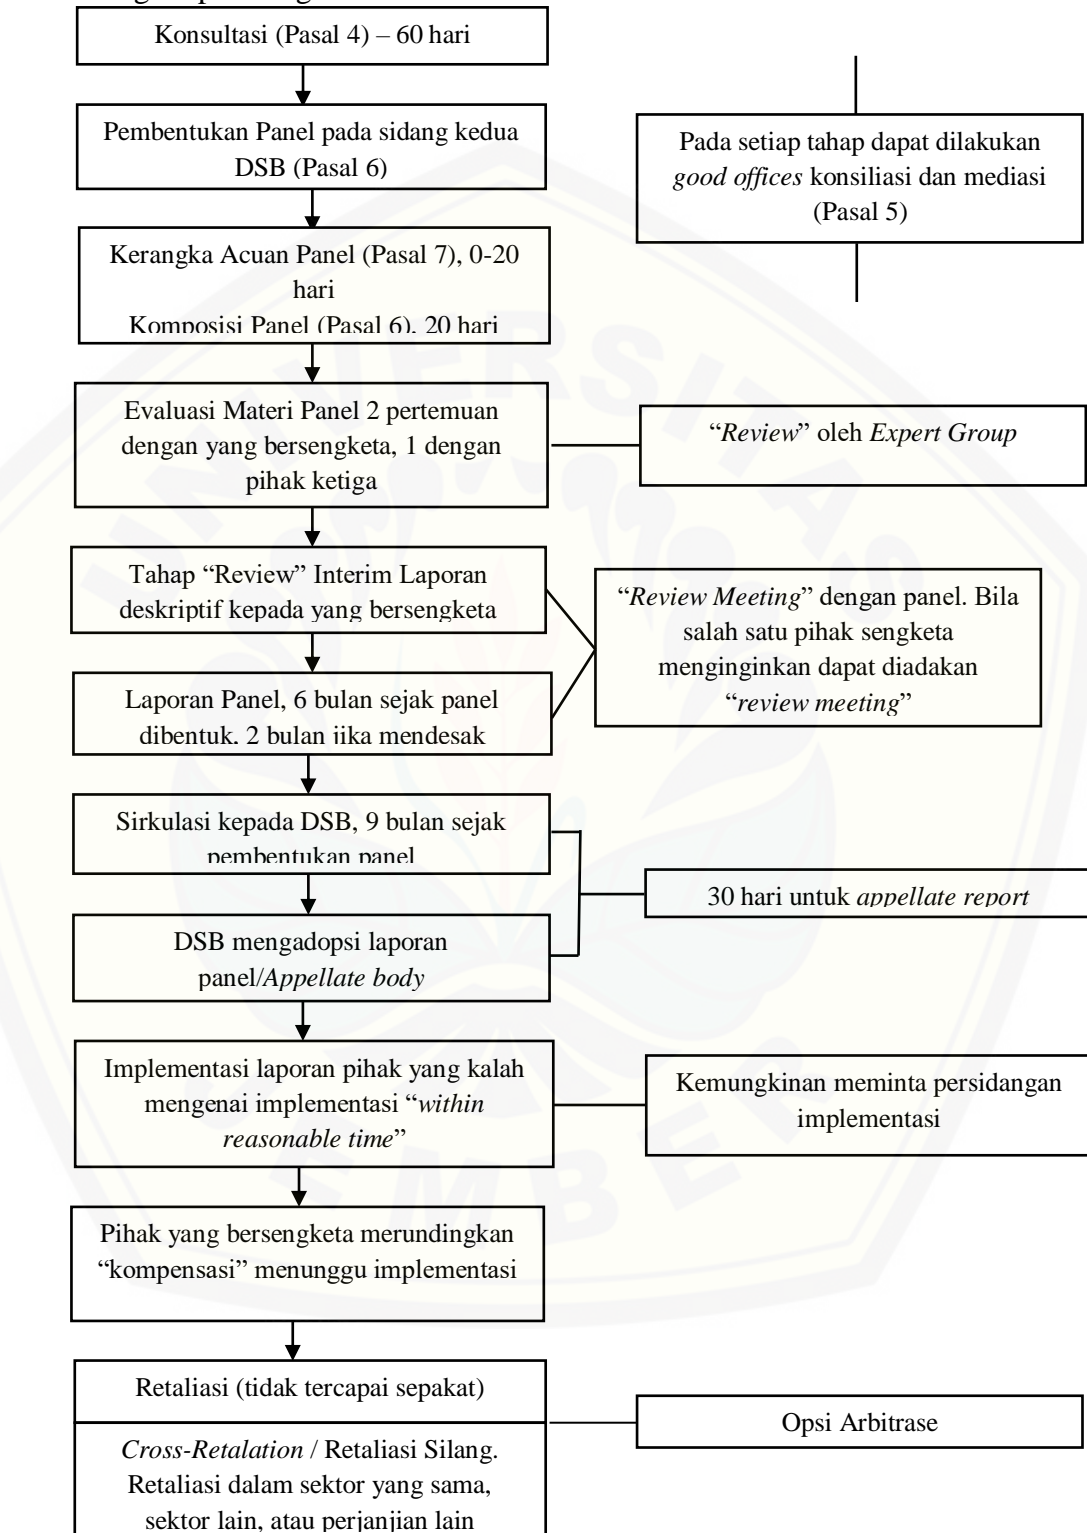 Konsultasi (Pasal 4) – 60 hari
Pembentukan Panel pada sidang kedua
DSB (Pasal 6)
Pada setiap tahap dapat dilakukan
good offices konsiliasi dan mediasi
(Pasal 5)
Kerangka Acuan Panel (Pasal 7), 0-20
hari
Komposisi Panel (Pasal 6), 20 hari
Evaluasi Materi Panel 2 pertemuan
dengan yang bersengketa, 1 dengan
pihak ketiga
“Review” oleh Expert Group
Tahap “Review” Interim Laporan
deskriptif kepada yang bersengketa
“Review Meeting” dengan panel. Bila
salah satu pihak sengketa
menginginkan dapat diadakan
“review meeting”
Laporan Panel, 6 bulan sejak panel
dibentuk. 2 bulan jika mendesak
Sirkulasi kepada DSB, 9 bulan sejak
pembentukan panel
30 hari untuk appellate report
DSB mengadopsi laporan
panel/Appellate body
Implementasi laporan pihak yang kalah
mengenai implementasi “within
reasonable time”
Kemungkinan meminta persidangan
implementasi
Pihak yang bersengketa merundingkan
“kompensasi” menunggu implementasi
Retaliasi (tidak tercapai sepakat)
Cross-Retalation / Retaliasi Silang.
Retaliasi dalam sektor yang sama,
sektor lain, atau perjanjian lain
Opsi Arbitrase
UNIVERSITAS
JEMBER